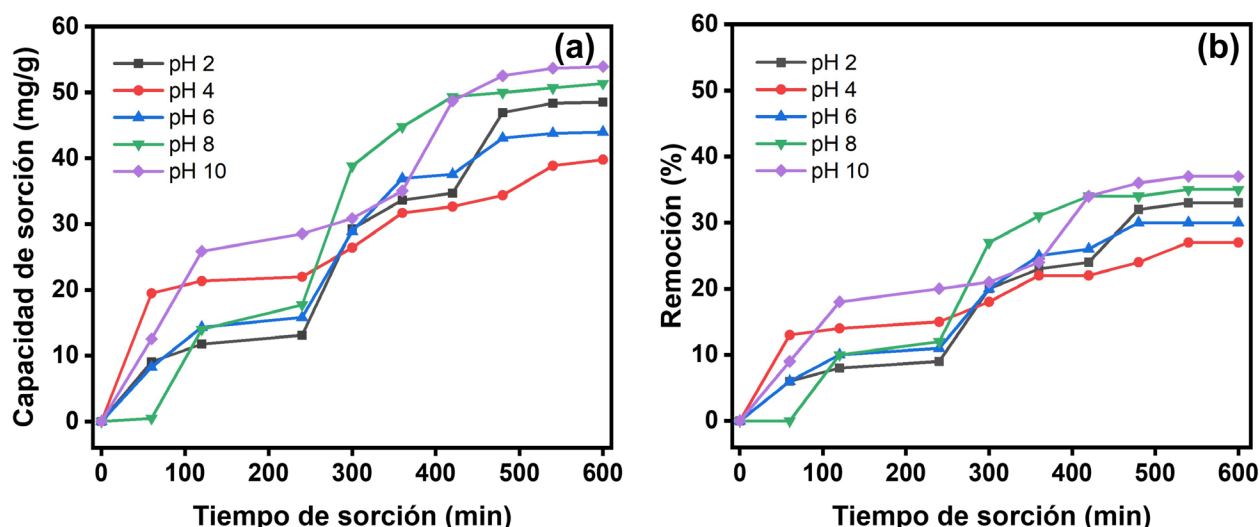 (a)
pH 2
pH 4
pH 6
pH 8
pH 10
Capacidad de sorción (mg/g)
60
50
40
30
20
10
0
0 100 200 300 400 500 600
Tiempo de sorción (min)
(b)
pH 2
pH 4
pH 6
pH 8
pH 10
Remoción (%)
60
50
40
30
20
10
0
0 100 200 300 400 500 600
Tiempo de sorción (min)